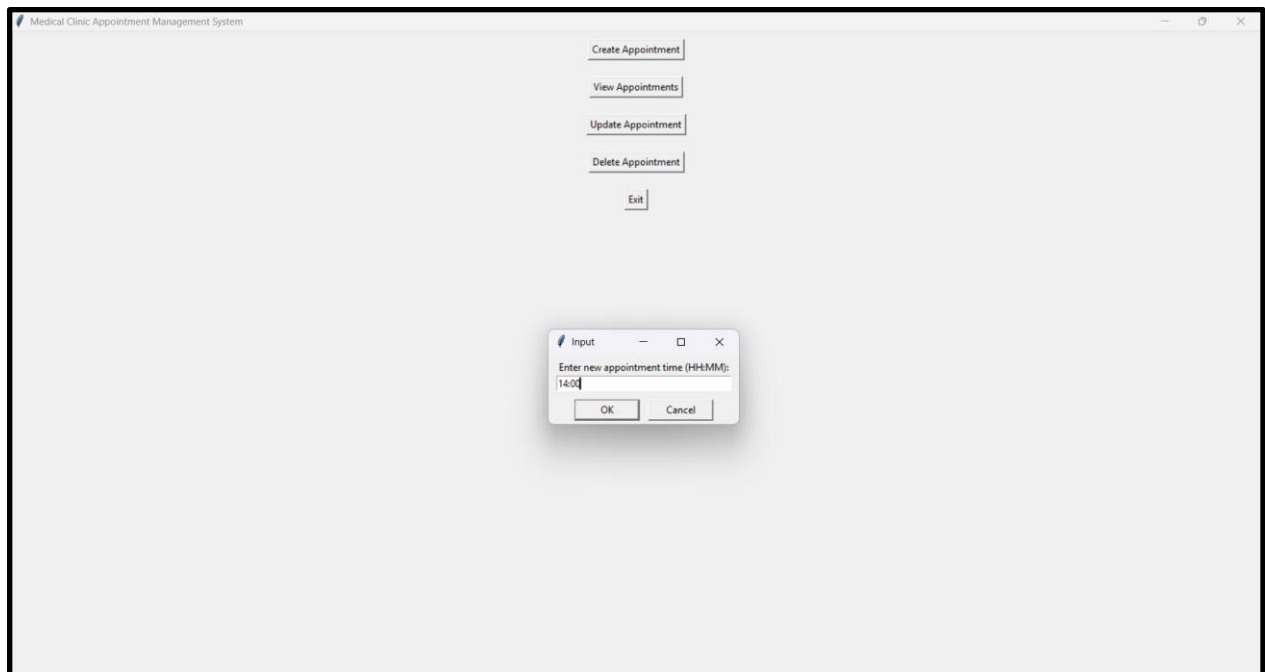 Medical Clinic Appointment Management System
Create Appointment
View Appointments
Update Appointment
Delete Appointment
Exit
Input
Enter new appointment time (HH:MM):
14:00
OK Cancel